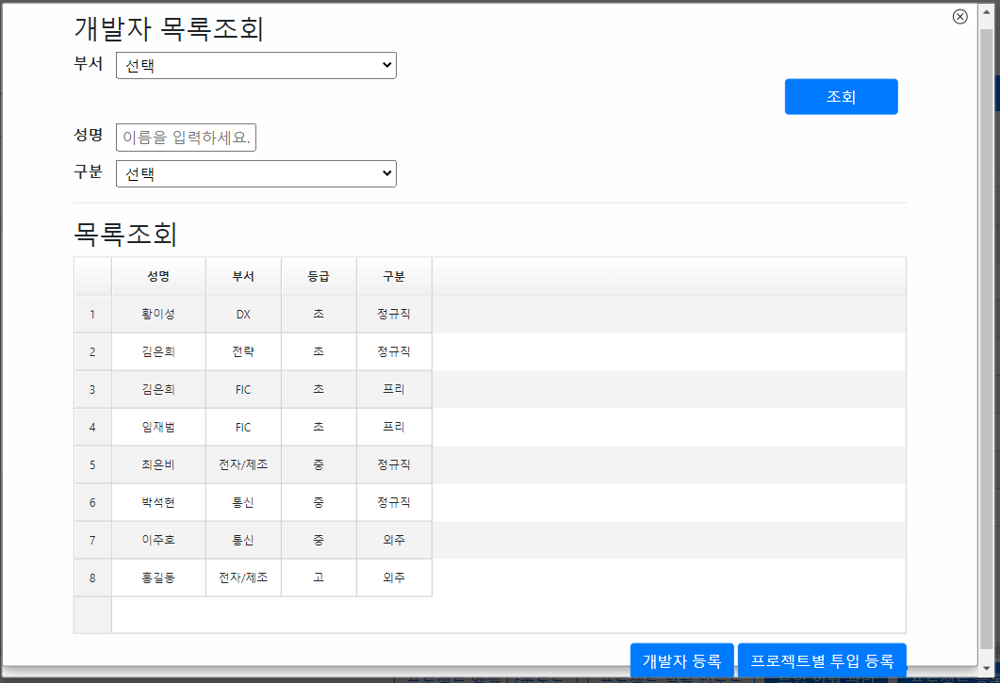 개발자 목록조회
부서 선택
조회
성명 이름을 입력하세요.
구분 선택
목록조회
성명 부서 등급 구분
1 황이성 DX 초 정규직
2 김은희 전략 초 정규직
3 김은희 FIC 초 프리
4 임재범 FIC 초 프리
5 최은비 전자/제조 중 정규직
6 박석현 통신 중 정규직
7 이주호 통신 중 외주
8 홍길동 전자/제조 고 외주
개발자 등록 프로젝트별 투입 등록